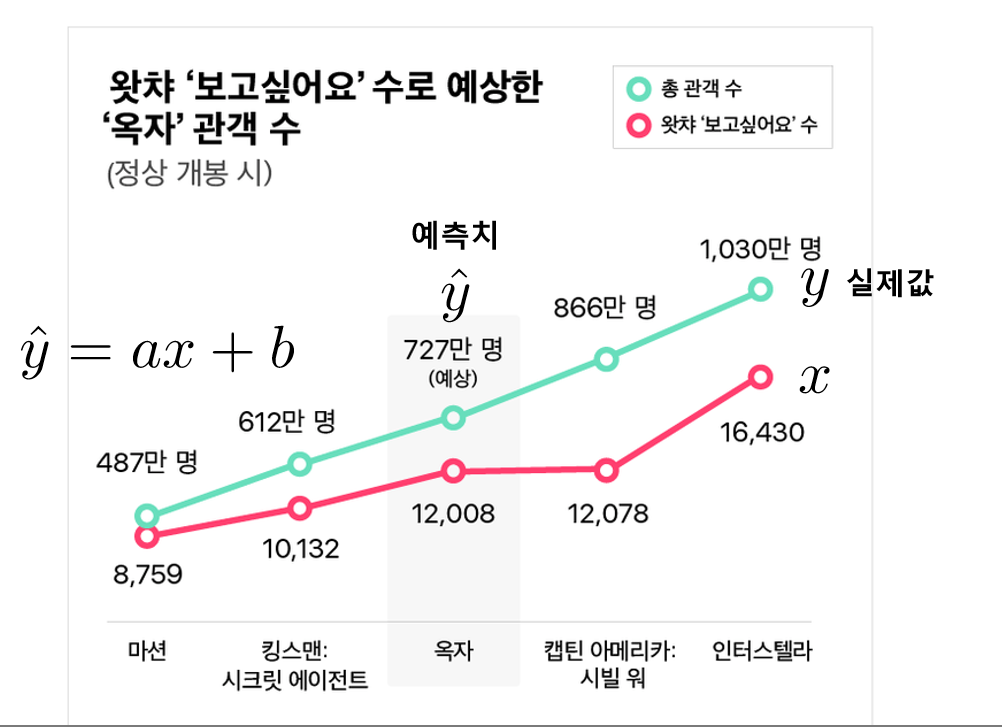 왓챠 ‘보고싶어요’ 수로 예상한
‘옥자’ 관객 수
(정상 개봉 시)
총 관객 수
왓챠 ‘보고싶어요’ 수
예측치
ŷ
ŷ = ax + b
487만 명
612만 명
727만 명
(예상)
866만 명
1,030만 명
y 실제값
x
8,759
10,132
12,008
12,078
16,430
마션
킹스맨:
시크릿 에이전트
옥자
캡틴 아메리카:
시빌 워
인터스텔라